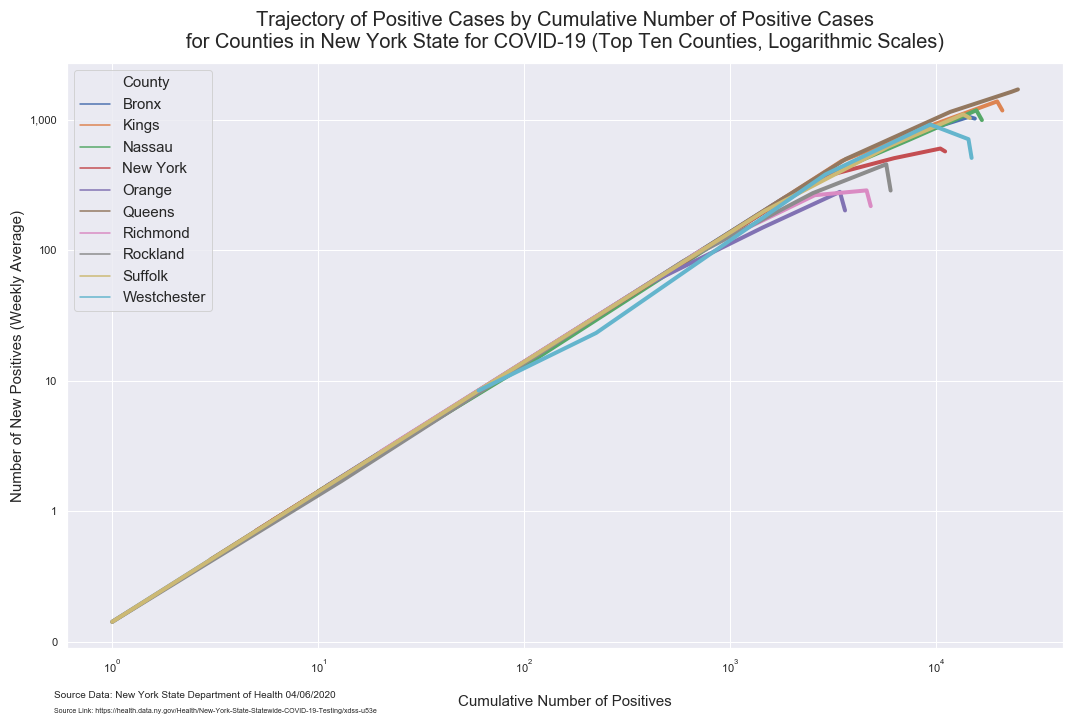 Trajectory of Positive Cases by Cumulative Number of Positive Cases
for Counties in New York State for COVID-19 (Top Ten Counties, Logarithmic Scales)
County
Bronx
Kings
Nassau
New York
Orange
Queens
Richmond
Rockland
Suffolk
Westchester
Number of New Positives (Weekly Average)
1,000
100
10
1
0
10⁰
10¹
10²
10³
10⁴
Cumulative Number of Positives
Source Data: New York State Department of Health 04/06/2020
Source Link: https://health.data.ny.gov/Health/New-York-State-Statewide-COVID-19-Testing/xdss-u53e